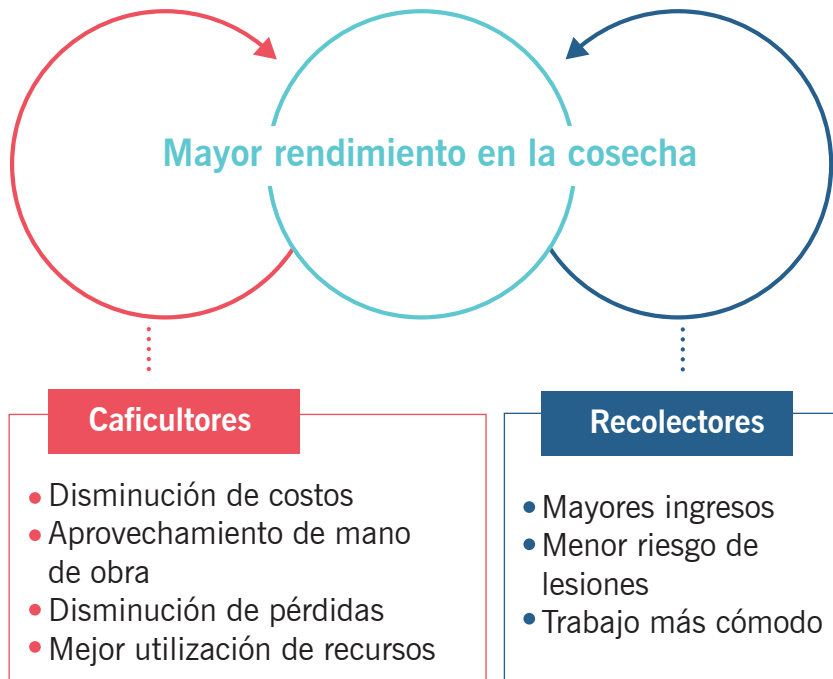 Mayor rendimiento en la cosecha
Caficultores
• Disminución de costos
• Aprovechamiento de mano
de obra
• Disminución de pérdidas
• Mejor utilización de recursos
Recolectores
• Mayores ingresos
• Menor riesgo de
lesiones
• Trabajo más cómodo